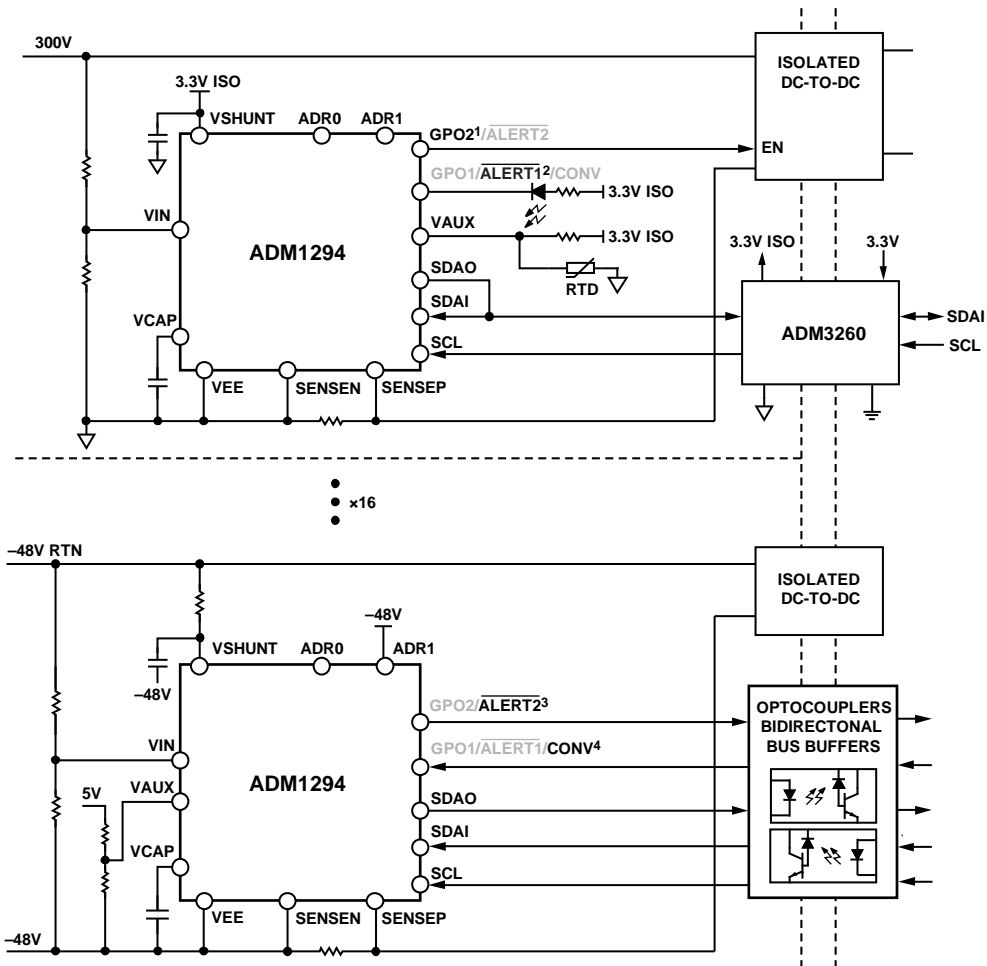 300V
ISOLATED
DC-TO-DC
3.3V ISO
VSHUNT
ADR0
ADR1
GPO2¹/ALERT2
EN
GPO1/ALERT1²/CONV
3.3V ISO
VIN
VAUX
3.3V ISO
3.3V ISO
3.3V
ADM1294
SDAO
RTD
SDAI
SDAI
VCAP
ADM3260
SCL
SCL
VEE
SENSEN
SENSEP
×16
–48V RTN
ISOLATED
DC-TO-DC
–48V
VSHUNT
ADR0
ADR1
–48V
GPO2/ALERT2³
OPTOCOUPLERS
BIDIRECTONAL
BUS BUFFERS
VIN
GPO1/ALERT1/CONV⁴
ADM1294
VAUX
5V
SDAO
SDAI
VCAP
SCL
VEE
SENSEN
SENSEP
–48V